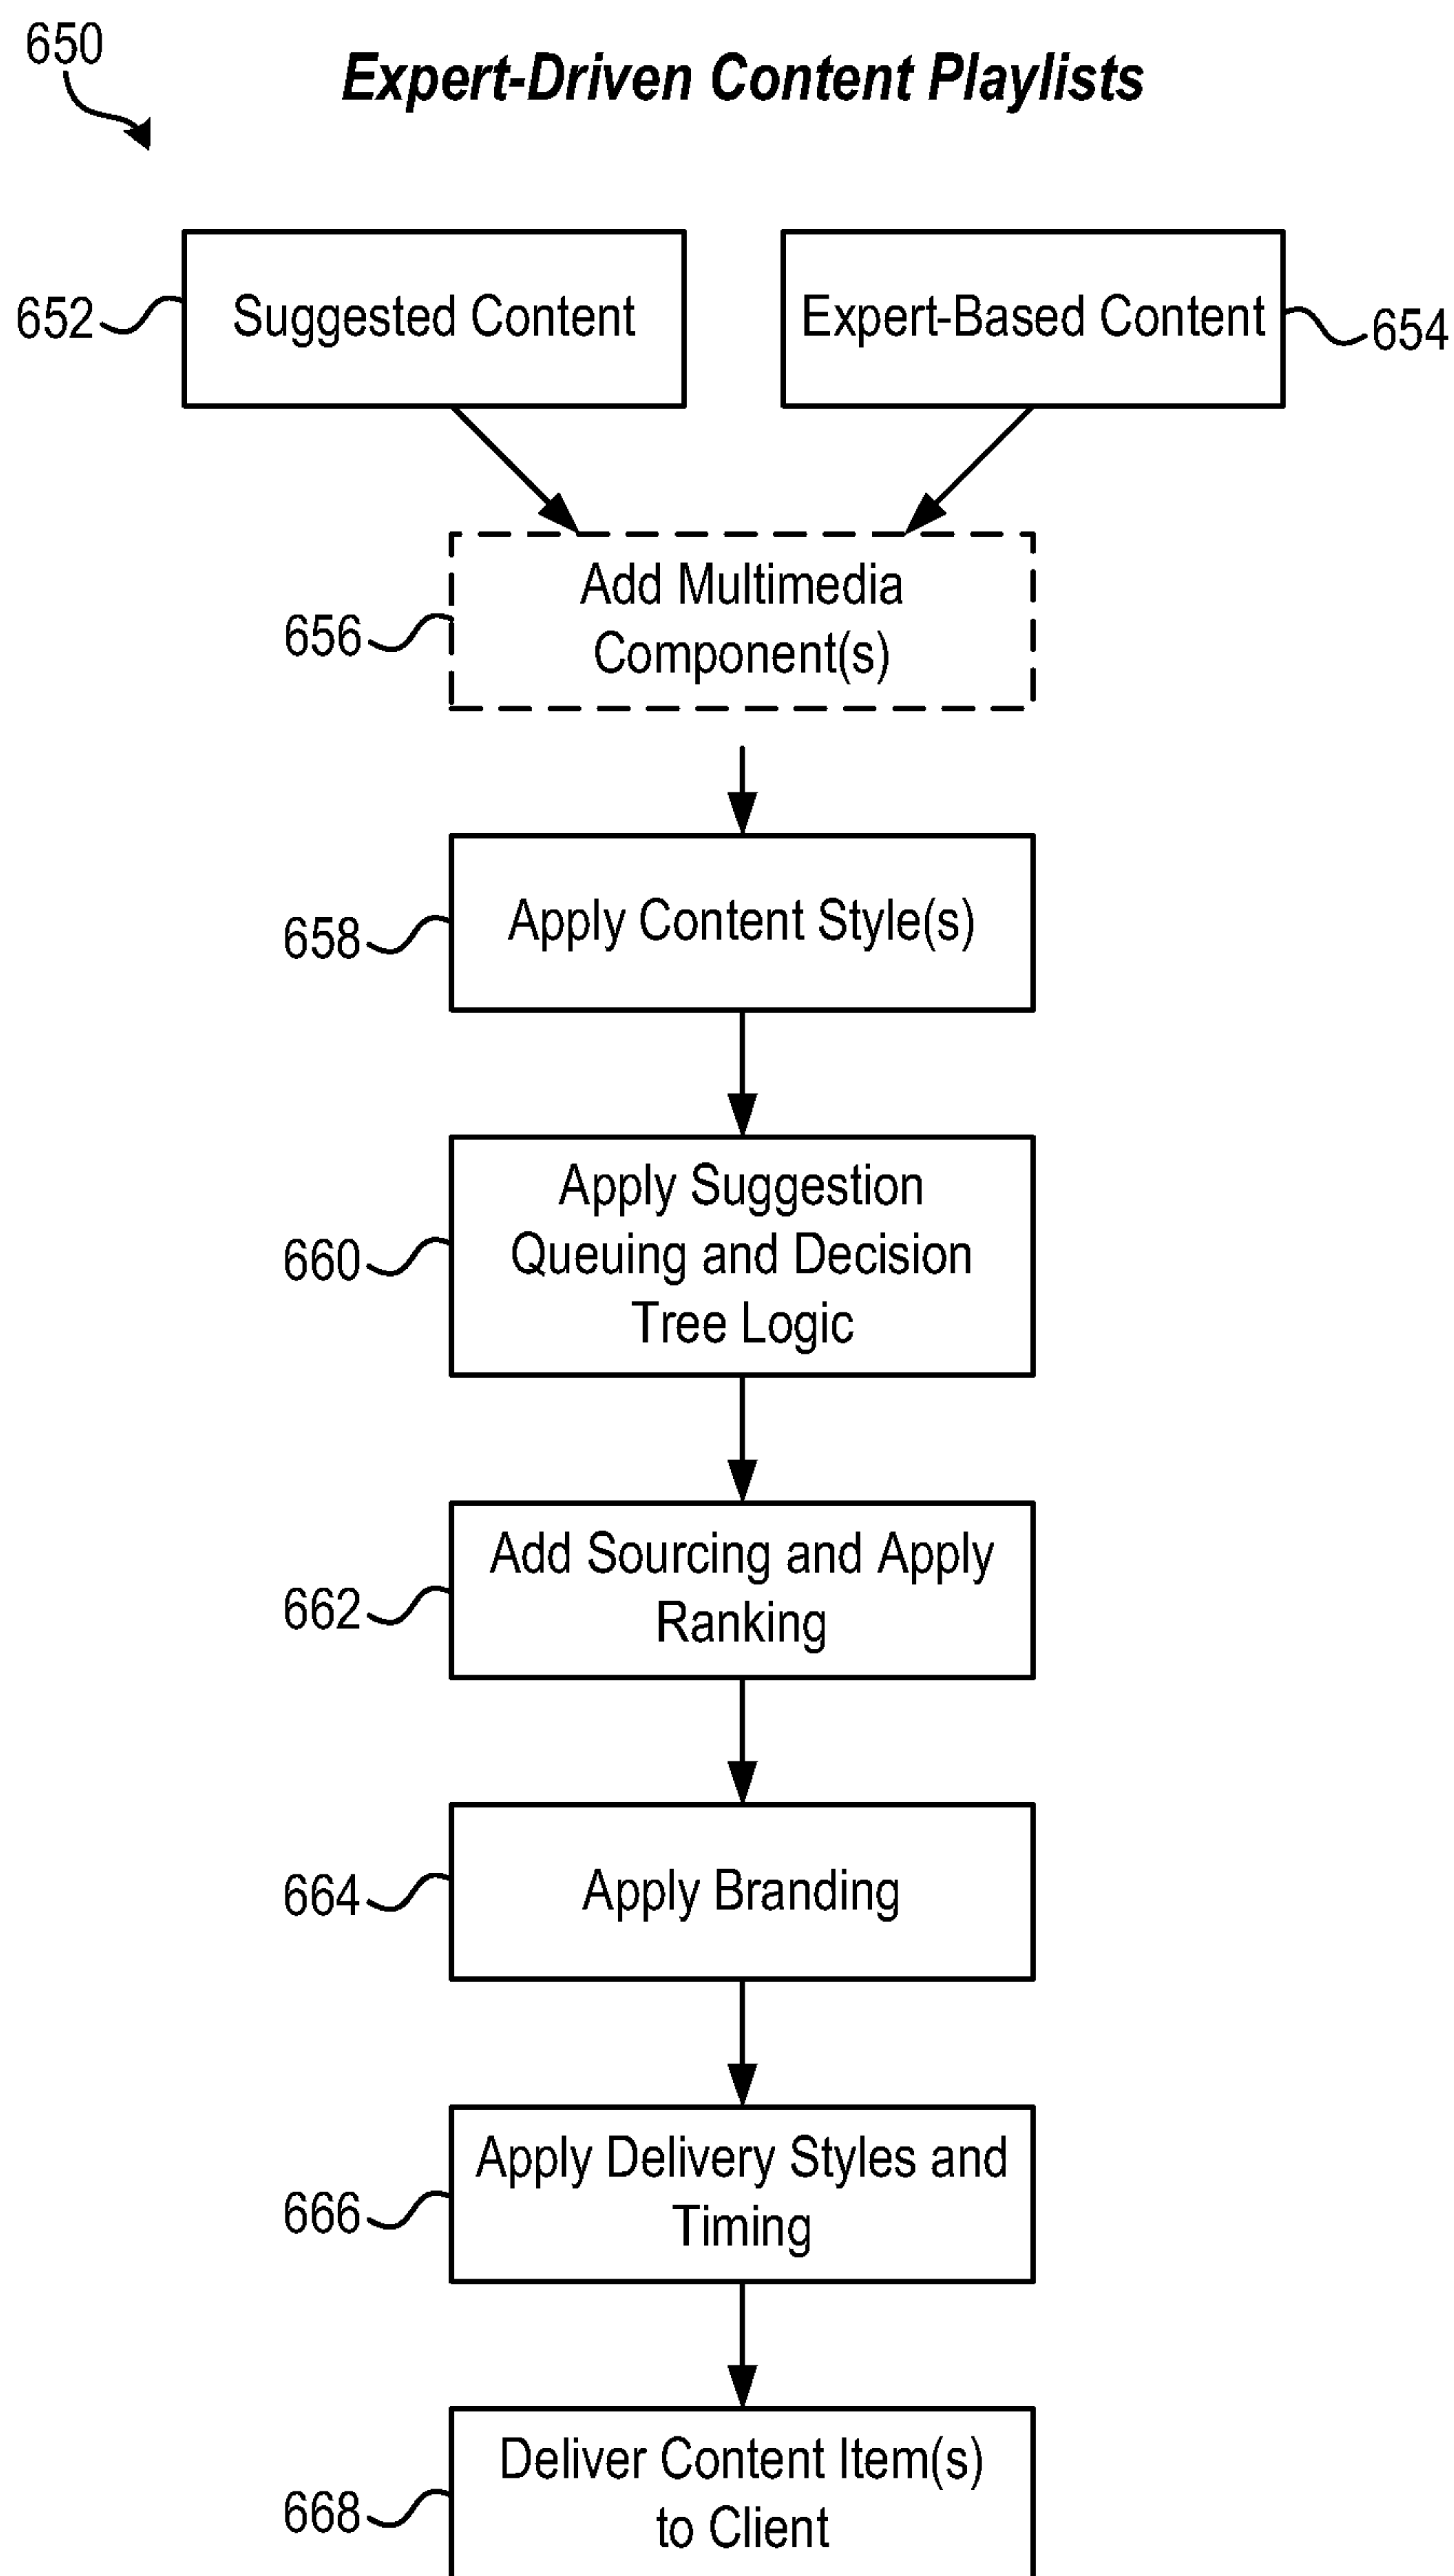 650
Expert-Driven Content Playlists
652
Suggested Content
Expert-Based Content
654
656
Add Multimedia
Component(s)
658
Apply Content Style(s)
660
Apply Suggestion
Queuing and Decision
Tree Logic
662
Add Sourcing and Apply
Ranking
664
Apply Branding
666
Apply Delivery Styles and
Timing
668
Deliver Content Item(s)
to Client